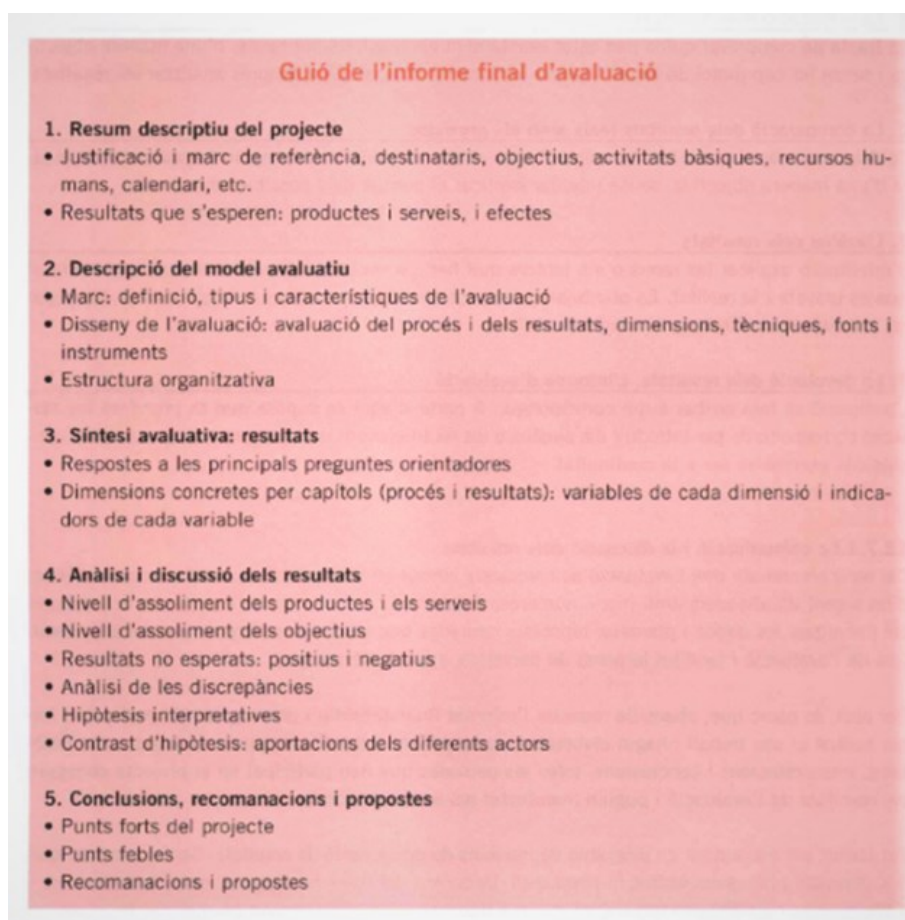 Guió de l'informe final d'avaluació
1. Resum descriptiu del projecte
• Justificació i marc de referència, destinataris, objectius, activitats bàsiques, recursos hu-
mans, calendari, etc.
• Resultats que s'esperen: productes i serveis, i efectes
2. Descripció del model avaluatiu
• Marc: definició, tipus i característiques de l'avaluació
• Disseny de l'avaluació: avaluació del procés i dels resultats, dimensions, tècniques, fonts i
instruments
• Estructura organitzativa
3. Síntesi avaluativa: resultats
• Respostes a les principals preguntes orientadores
• Dimensions concretes per capítols (procés i resultats): variables de cada dimensió i indica-
dors de cada variable
4. Anàlisi i discussió dels resultats
• Nivell d'assoliment dels productes i els serveis
• Nivell d'assoliment dels objectius
• Resultats no esperats: positius i negatius
• Anàlisi de les discrepàncies
• Hipòtesis interpretatives
• Contrast d'hipòtesis: aportacions dels diferents actors
5. Conclusions, recomanacions i propostes
• Punts forts del projecte
• Punts febles
• Recomanacions i propostes